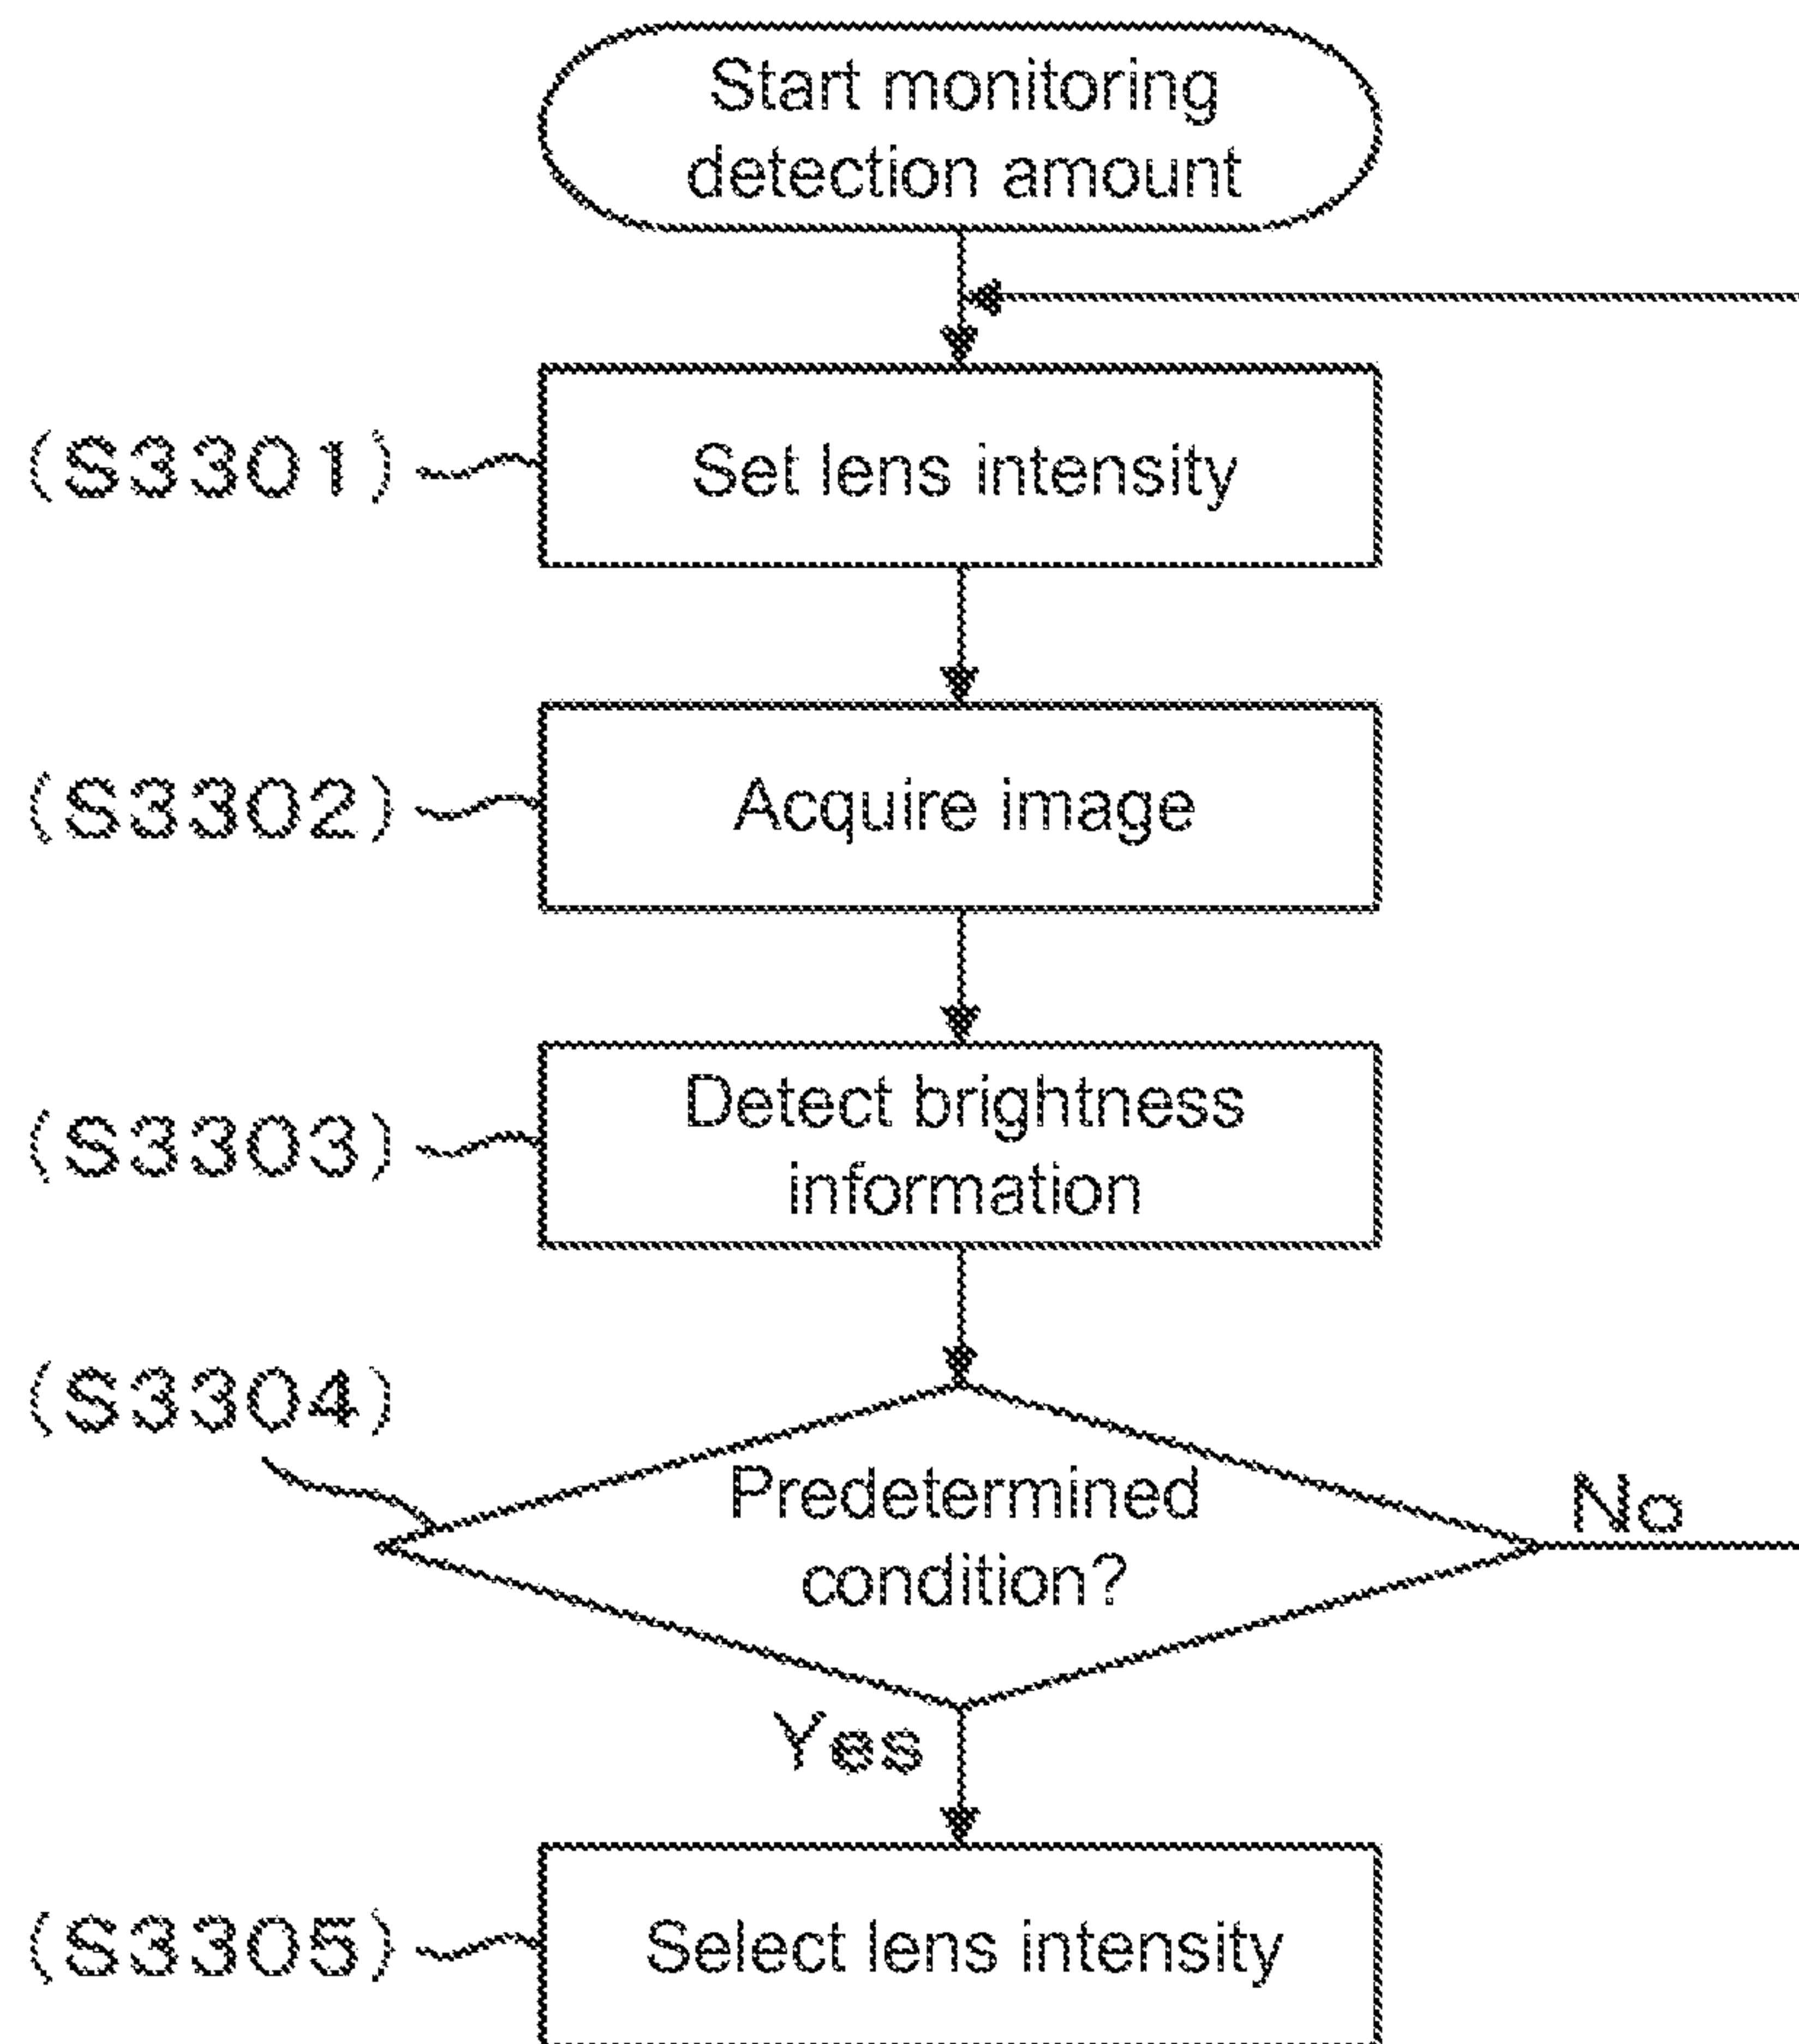 Start monitoring
detection amount
(S3301)
Set lens intensity
(S3302)
Acquire image
(S3303)
Detect brightness
information
(S3304)
Predetermined
condition?
No
Yes
(S3305)
Select lens intensity